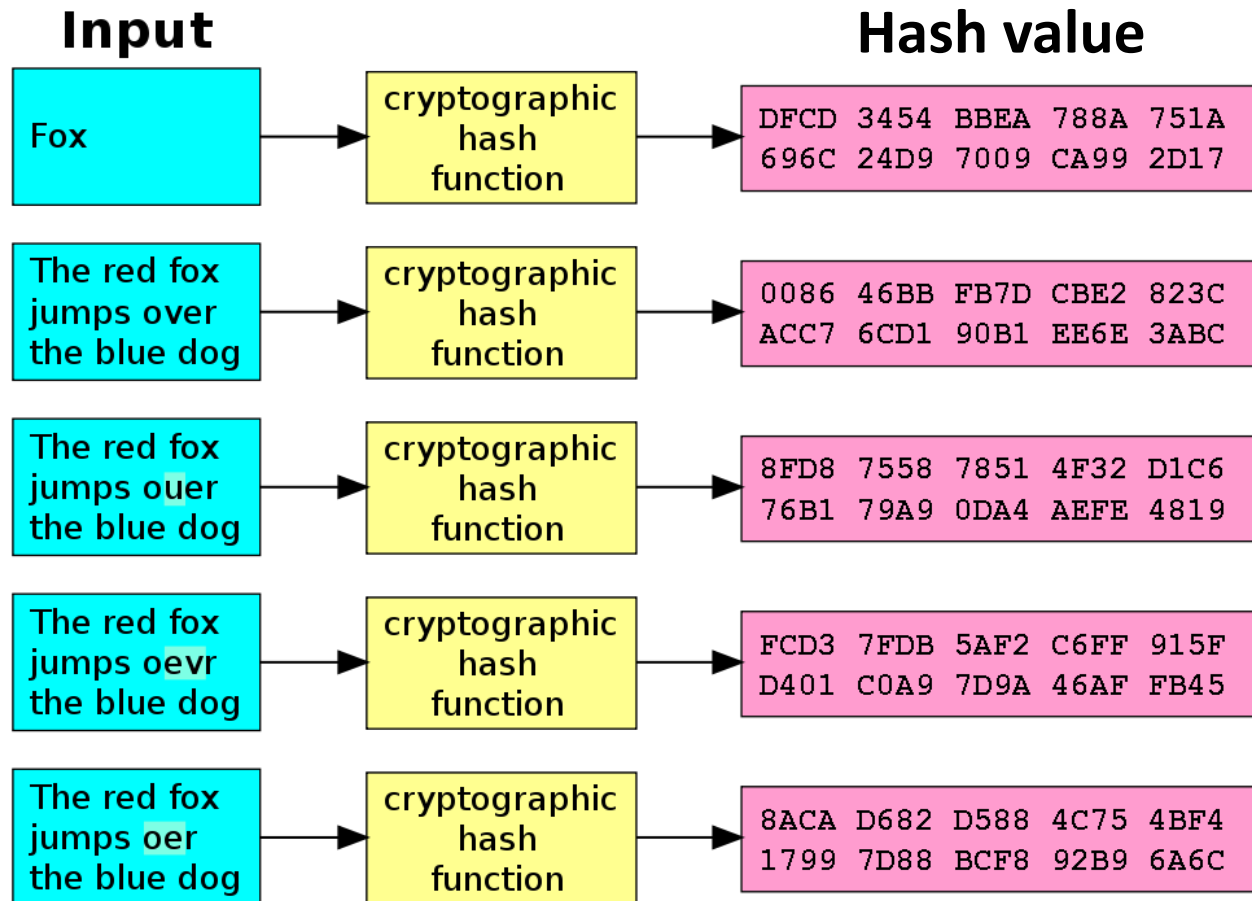 Input
Hash value
Fox
cryptographic
hash
function
DFCD 3454 BBEA 788A 751A
696C 24D9 7009 CA99 2D17
The red fox
jumps over
the blue dog
cryptographic
hash
function
0086 46BB FB7D CBE2 823C
ACC7 6CD1 90B1 EE6E 3ABC
The red fox
jumps ouer
the blue dog
cryptographic
hash
function
8FD8 7558 7851 4F32 D1C6
76B1 79A9 0DA4 AEFE 4819
The red fox
jumps oevr
the blue dog
cryptographic
hash
function
FCD3 7FDB 5AF2 C6FF 915F
D401 C0A9 7D9A 46AF FB45
The red fox
jumps oer
the blue dog
cryptographic
hash
function
8ACA D682 D588 4C75 4BF4
1799 7D88 BCF8 92B9 6A6C